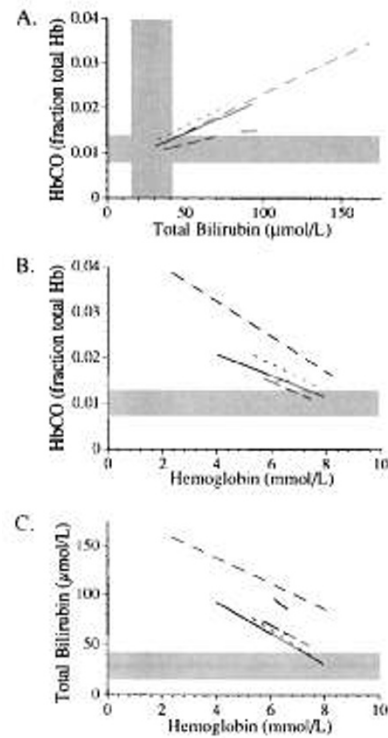 A.
HbCO (fraction total Hb)
0.04
0.03
0.02
0.01
0
0 50 100 150
Total Bilirubin (μmol/L)
B.
HbCO (fraction total Hb)
0.04
0.03
0.02
0.01
0
0 2 4 6 8 10
Hemoglobin (mmol/L)
C.
Total Bilirubin (μmol/L)
150
100
50
0
0 2 4 6 8 10
Hemoglobin (mmol/L)